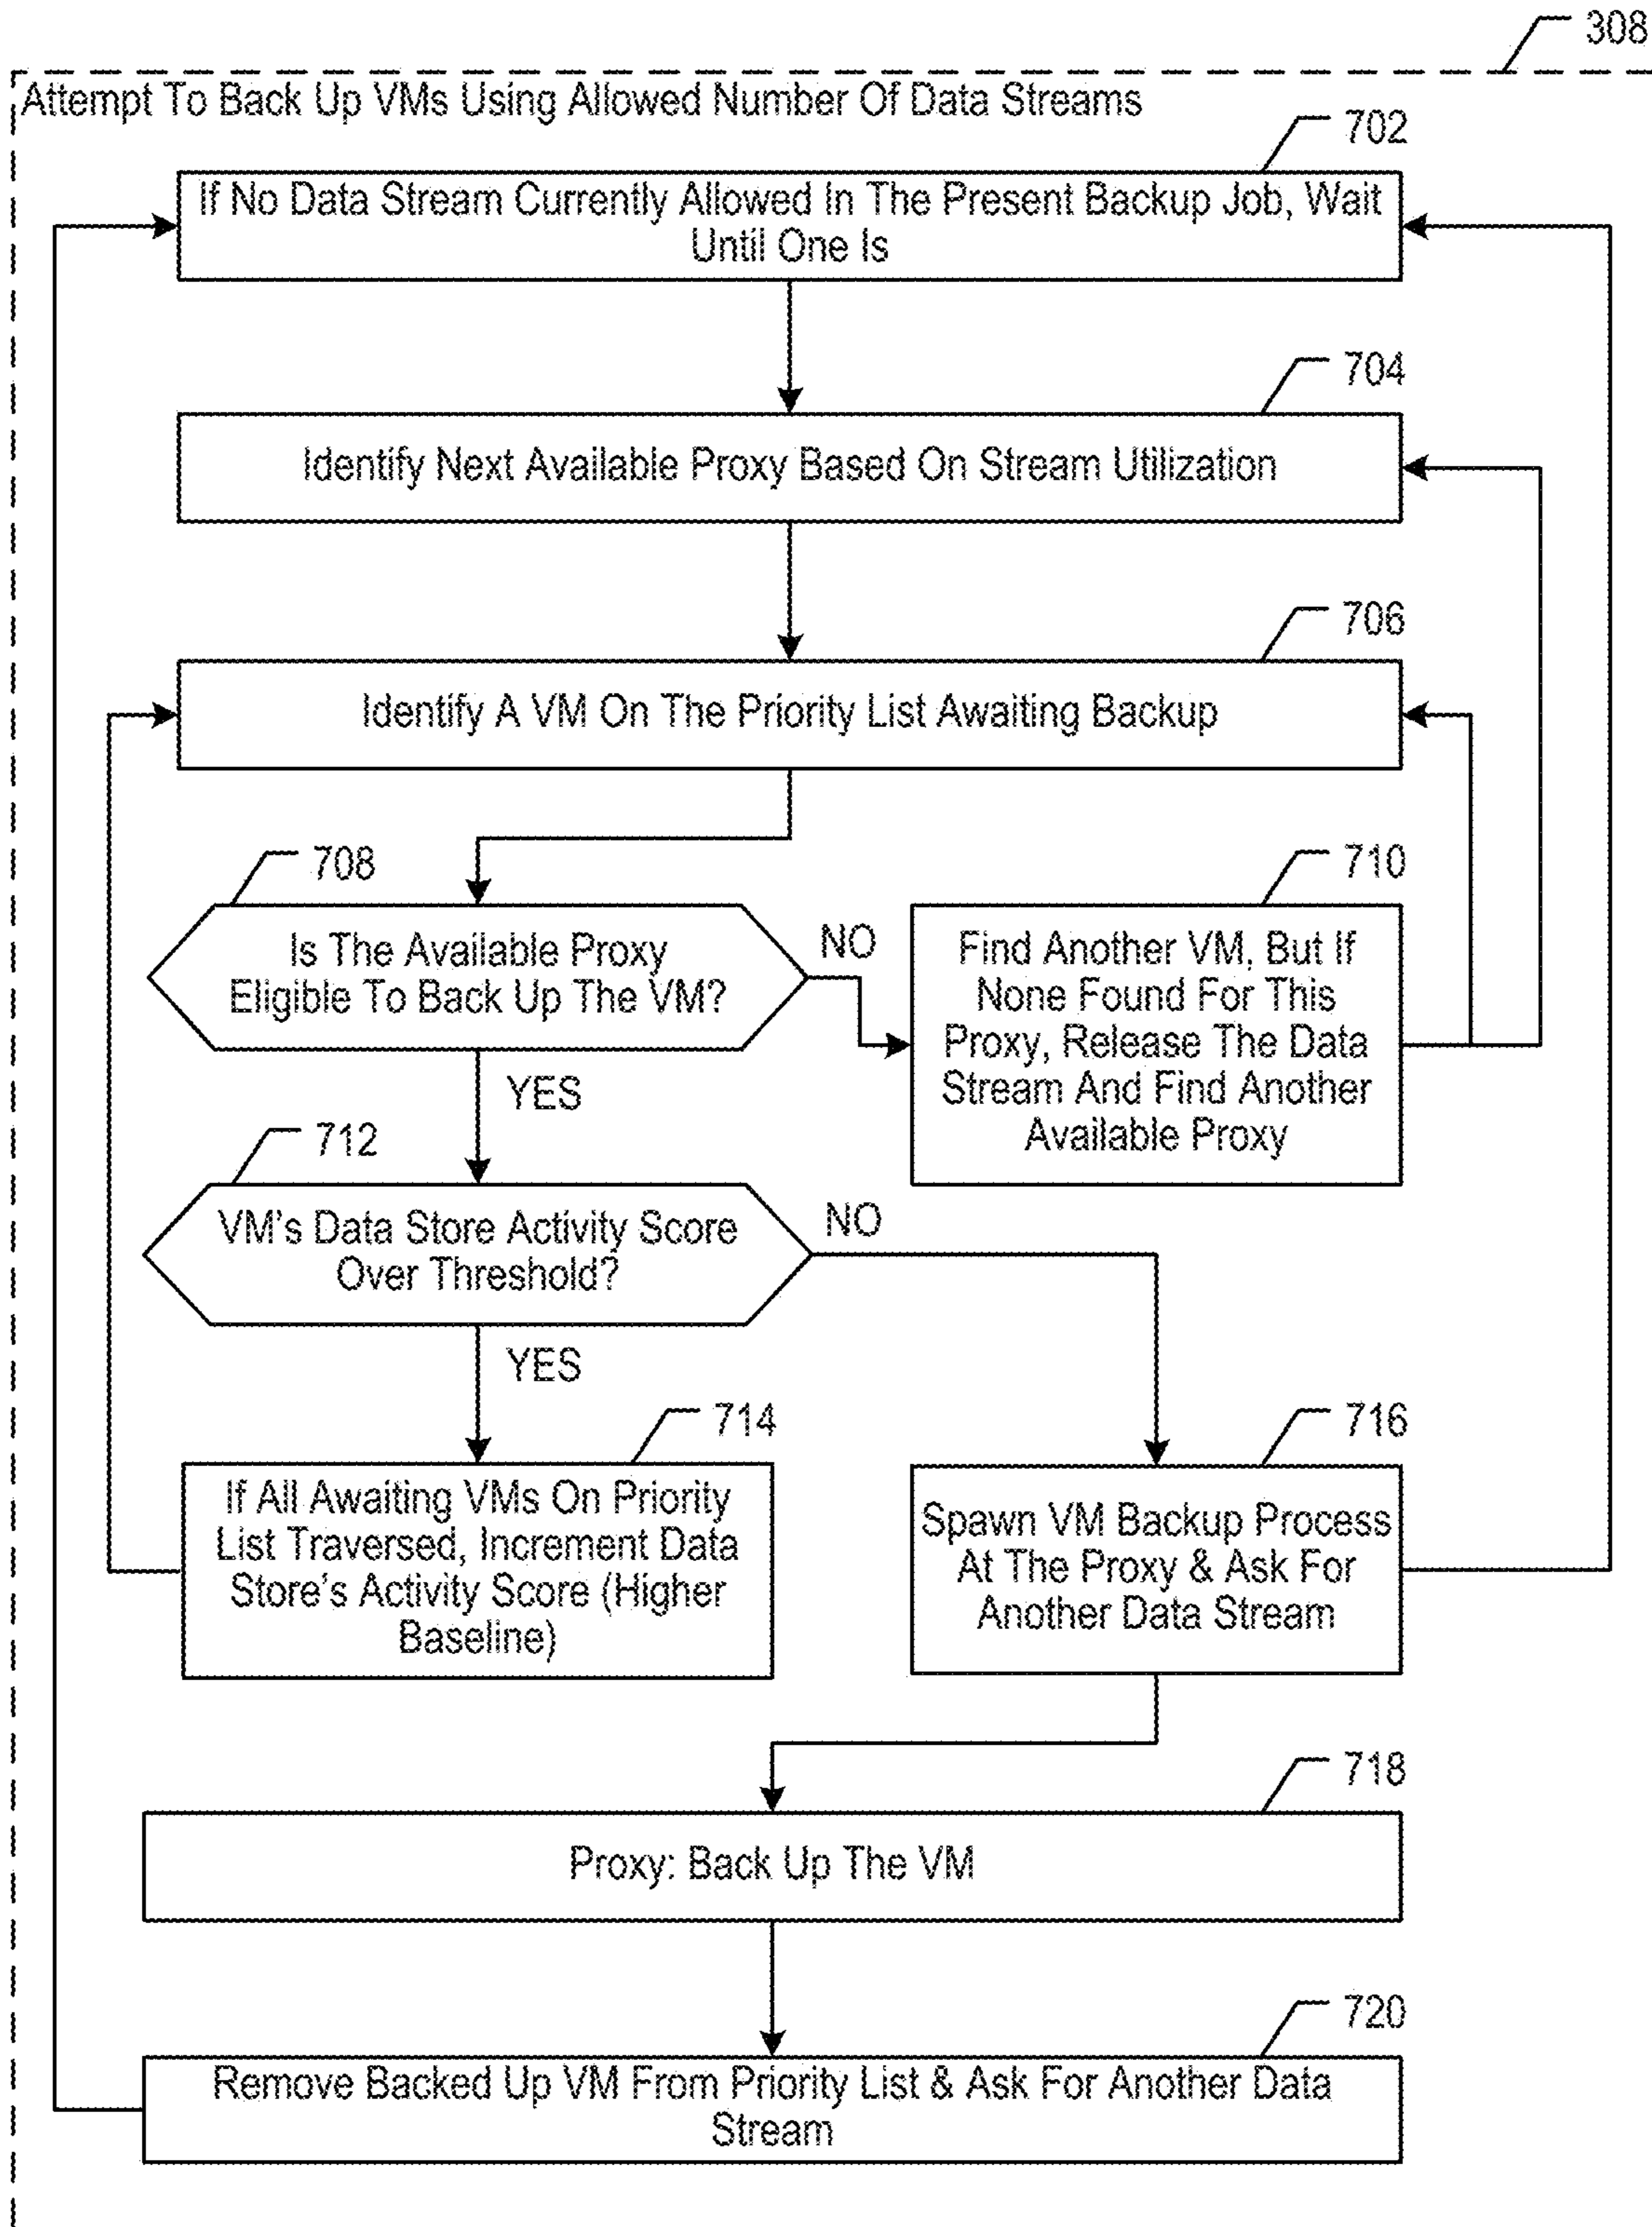 308
Attempt To Back Up VMs Using Allowed Number Of Data Streams
702
If No Data Stream Currently Allowed In The Present Backup Job, Wait
Until One Is
704
Identify Next Available Proxy Based On Stream Utilization
706
Identify A VM On The Priority List Awaiting Backup
708
Is The Available Proxy
Eligible To Back Up The VM?
NO
YES
710
Find Another VM, But If
None Found For This
Proxy, Release The Data
Stream And Find Another
Available Proxy
712
VM's Data Store Activity Score
Over Threshold?
NO
YES
714
If All Awaiting VMs On Priority
List Traversed, Increment Data
Store's Activity Score (Higher
Baseline)
716
Spawn VM Backup Process
At The Proxy & Ask For
Another Data Stream
718
Proxy: Back Up The VM
720
Remove Backed Up VM From Priority List & Ask For Another Data
Stream